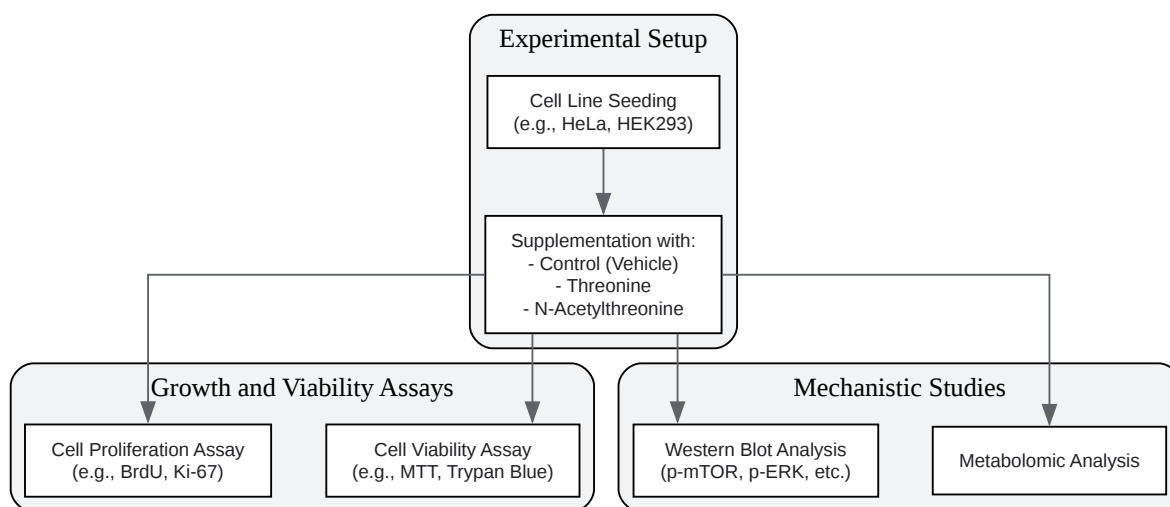 Experimental Setup
Cell Line Seeding
(e.g., HeLa, HEK293)
Supplementation with:
- Control (Vehicle)
- Threonine
- N-Acetylthreonine
Growth and Viability Assays
Cell Proliferation Assay
(e.g., BrdU, Ki-67)
Cell Viability Assay
(e.g., MTT, Trypan Blue)
Mechanistic Studies
Western Blot Analysis
(p-mTOR, p-ERK, etc.)
Metabolomic Analysis